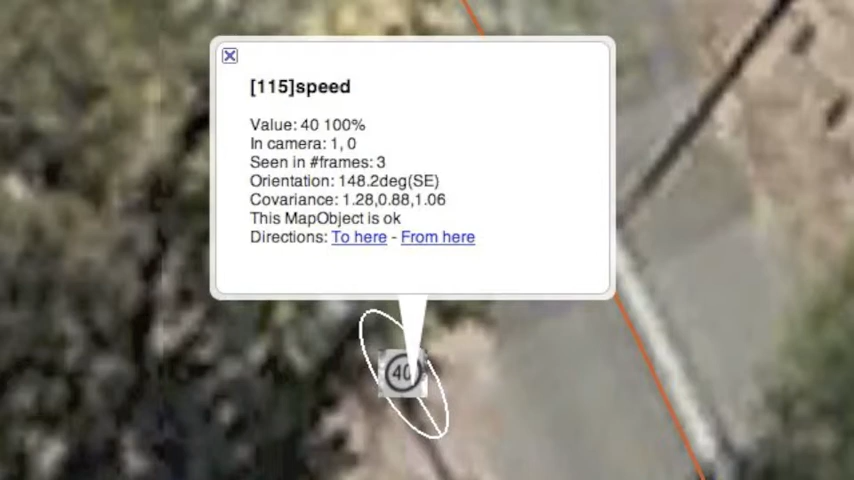 [115]speed
Value: 40 100%
In camera: 1, 0
Seen in #frames: 3
Orientation: 148.2deg(SE)
Covariance: 1.28,0.88,1.06
This MapObject is ok
Directions: To here - From here
40